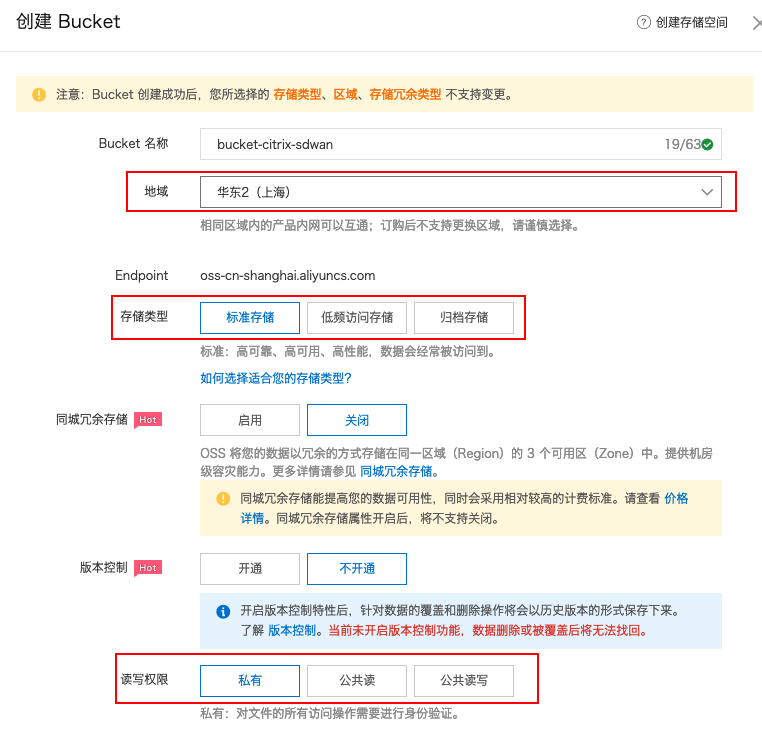 创建 Bucket
? 创建存储空间
注意：Bucket 创建成功后，您所选择的 存储类型、区域、存储冗余类型 不支持变更。
Bucket 名称 bucket-citrix-sdwan 19/63
地域 华东2（上海）
相同区域内的产品内网可以互通；订购后不支持更换区域，请谨慎选择。
Endpoint oss-cn-shanghai.aliyuncs.com
存储类型 标准存储 低频访问存储 归档存储
标准：高可靠、高可用、高性能，数据会经常被访问到。
如何选择适合您的存储类型？
同城冗余存储 Hot 启用 关闭
OSS 将您的数据以冗余的方式存储在同一区域（Region）的 3 个可用区（Zone）中。提供机房
级容灾能力。更多详情请参见 同城冗余存储。
同城冗余存储能提高您的数据可用性，同时会采用相对较高的计费标准。请查看 价格
详情。同城冗余存储属性开启后，将不支持关闭。
版本控制 Hot 开通 不开通
开启版本控制特性后，针对数据的覆盖和删除操作将会以历史版本的形式保存下来。
了解 版本控制。当前未开启版本控制功能，数据删除或被覆盖后将无法找回。
读写权限 私有 公共读 公共读写
私有：对文件的所有访问操作需要进行身份验证。